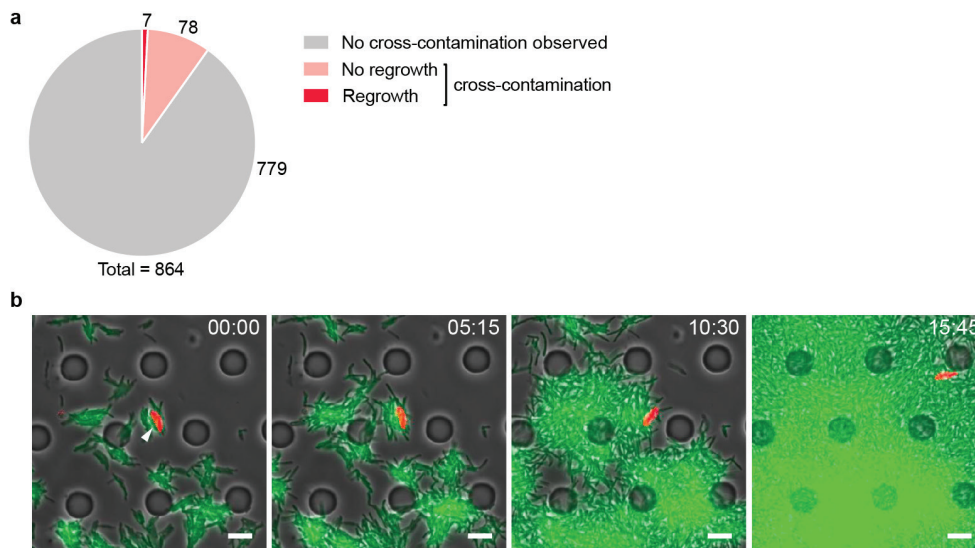 a
7
78
No cross-contamination observed
No regrowth
cross-contamination
Regrowth
779
Total = 864
b
00:00
05:15
10:30
15:45